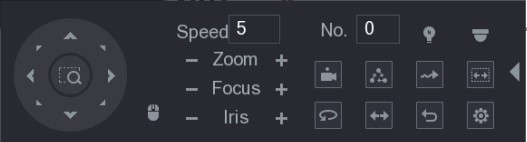 Speed 5 No. 0
− Zoom +
− Focus +
− Iris +